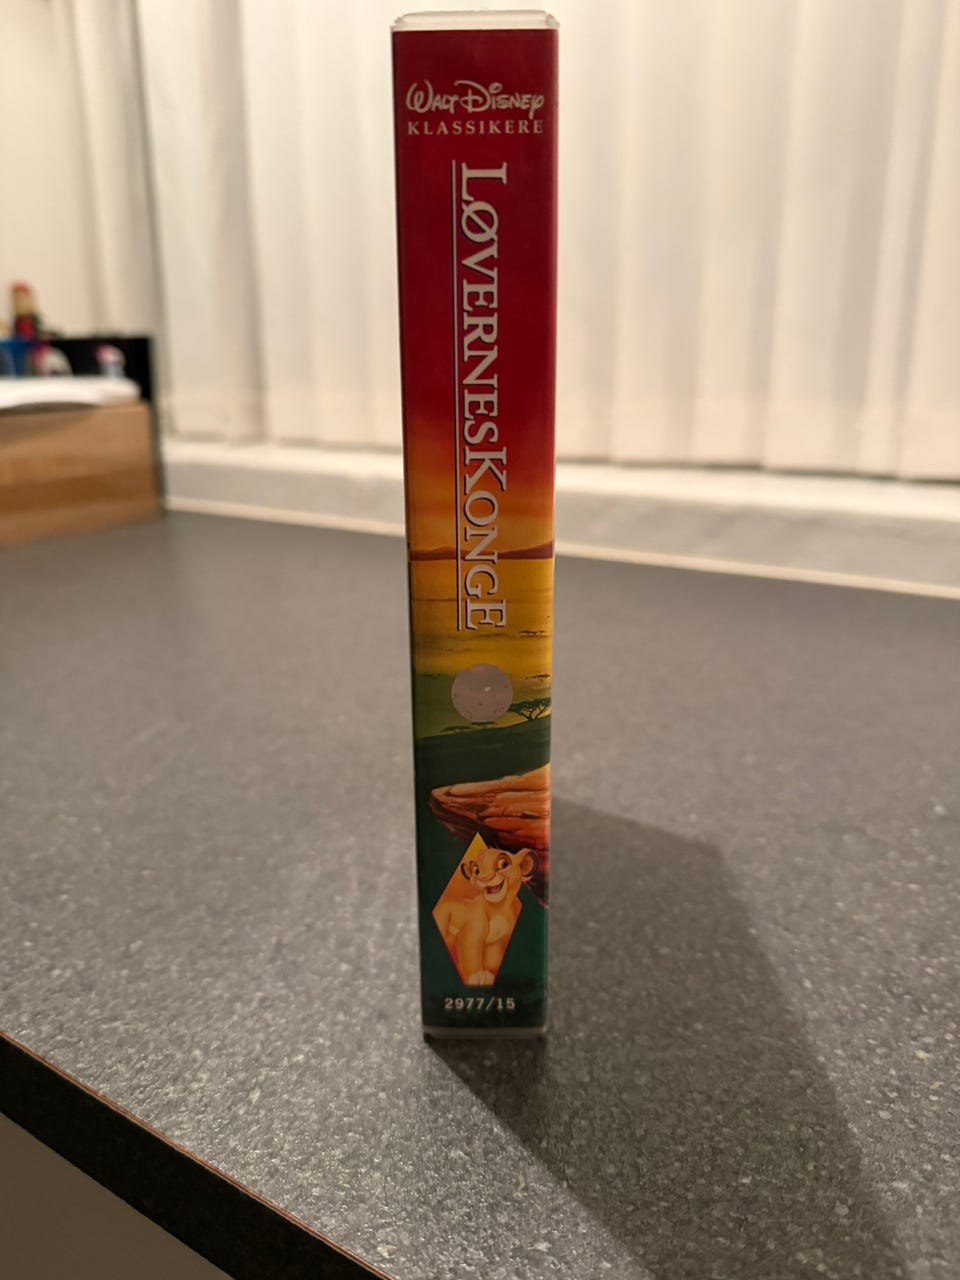 Walt Disney
KLASSIKERE
LØVERNES KONGE
2977/15